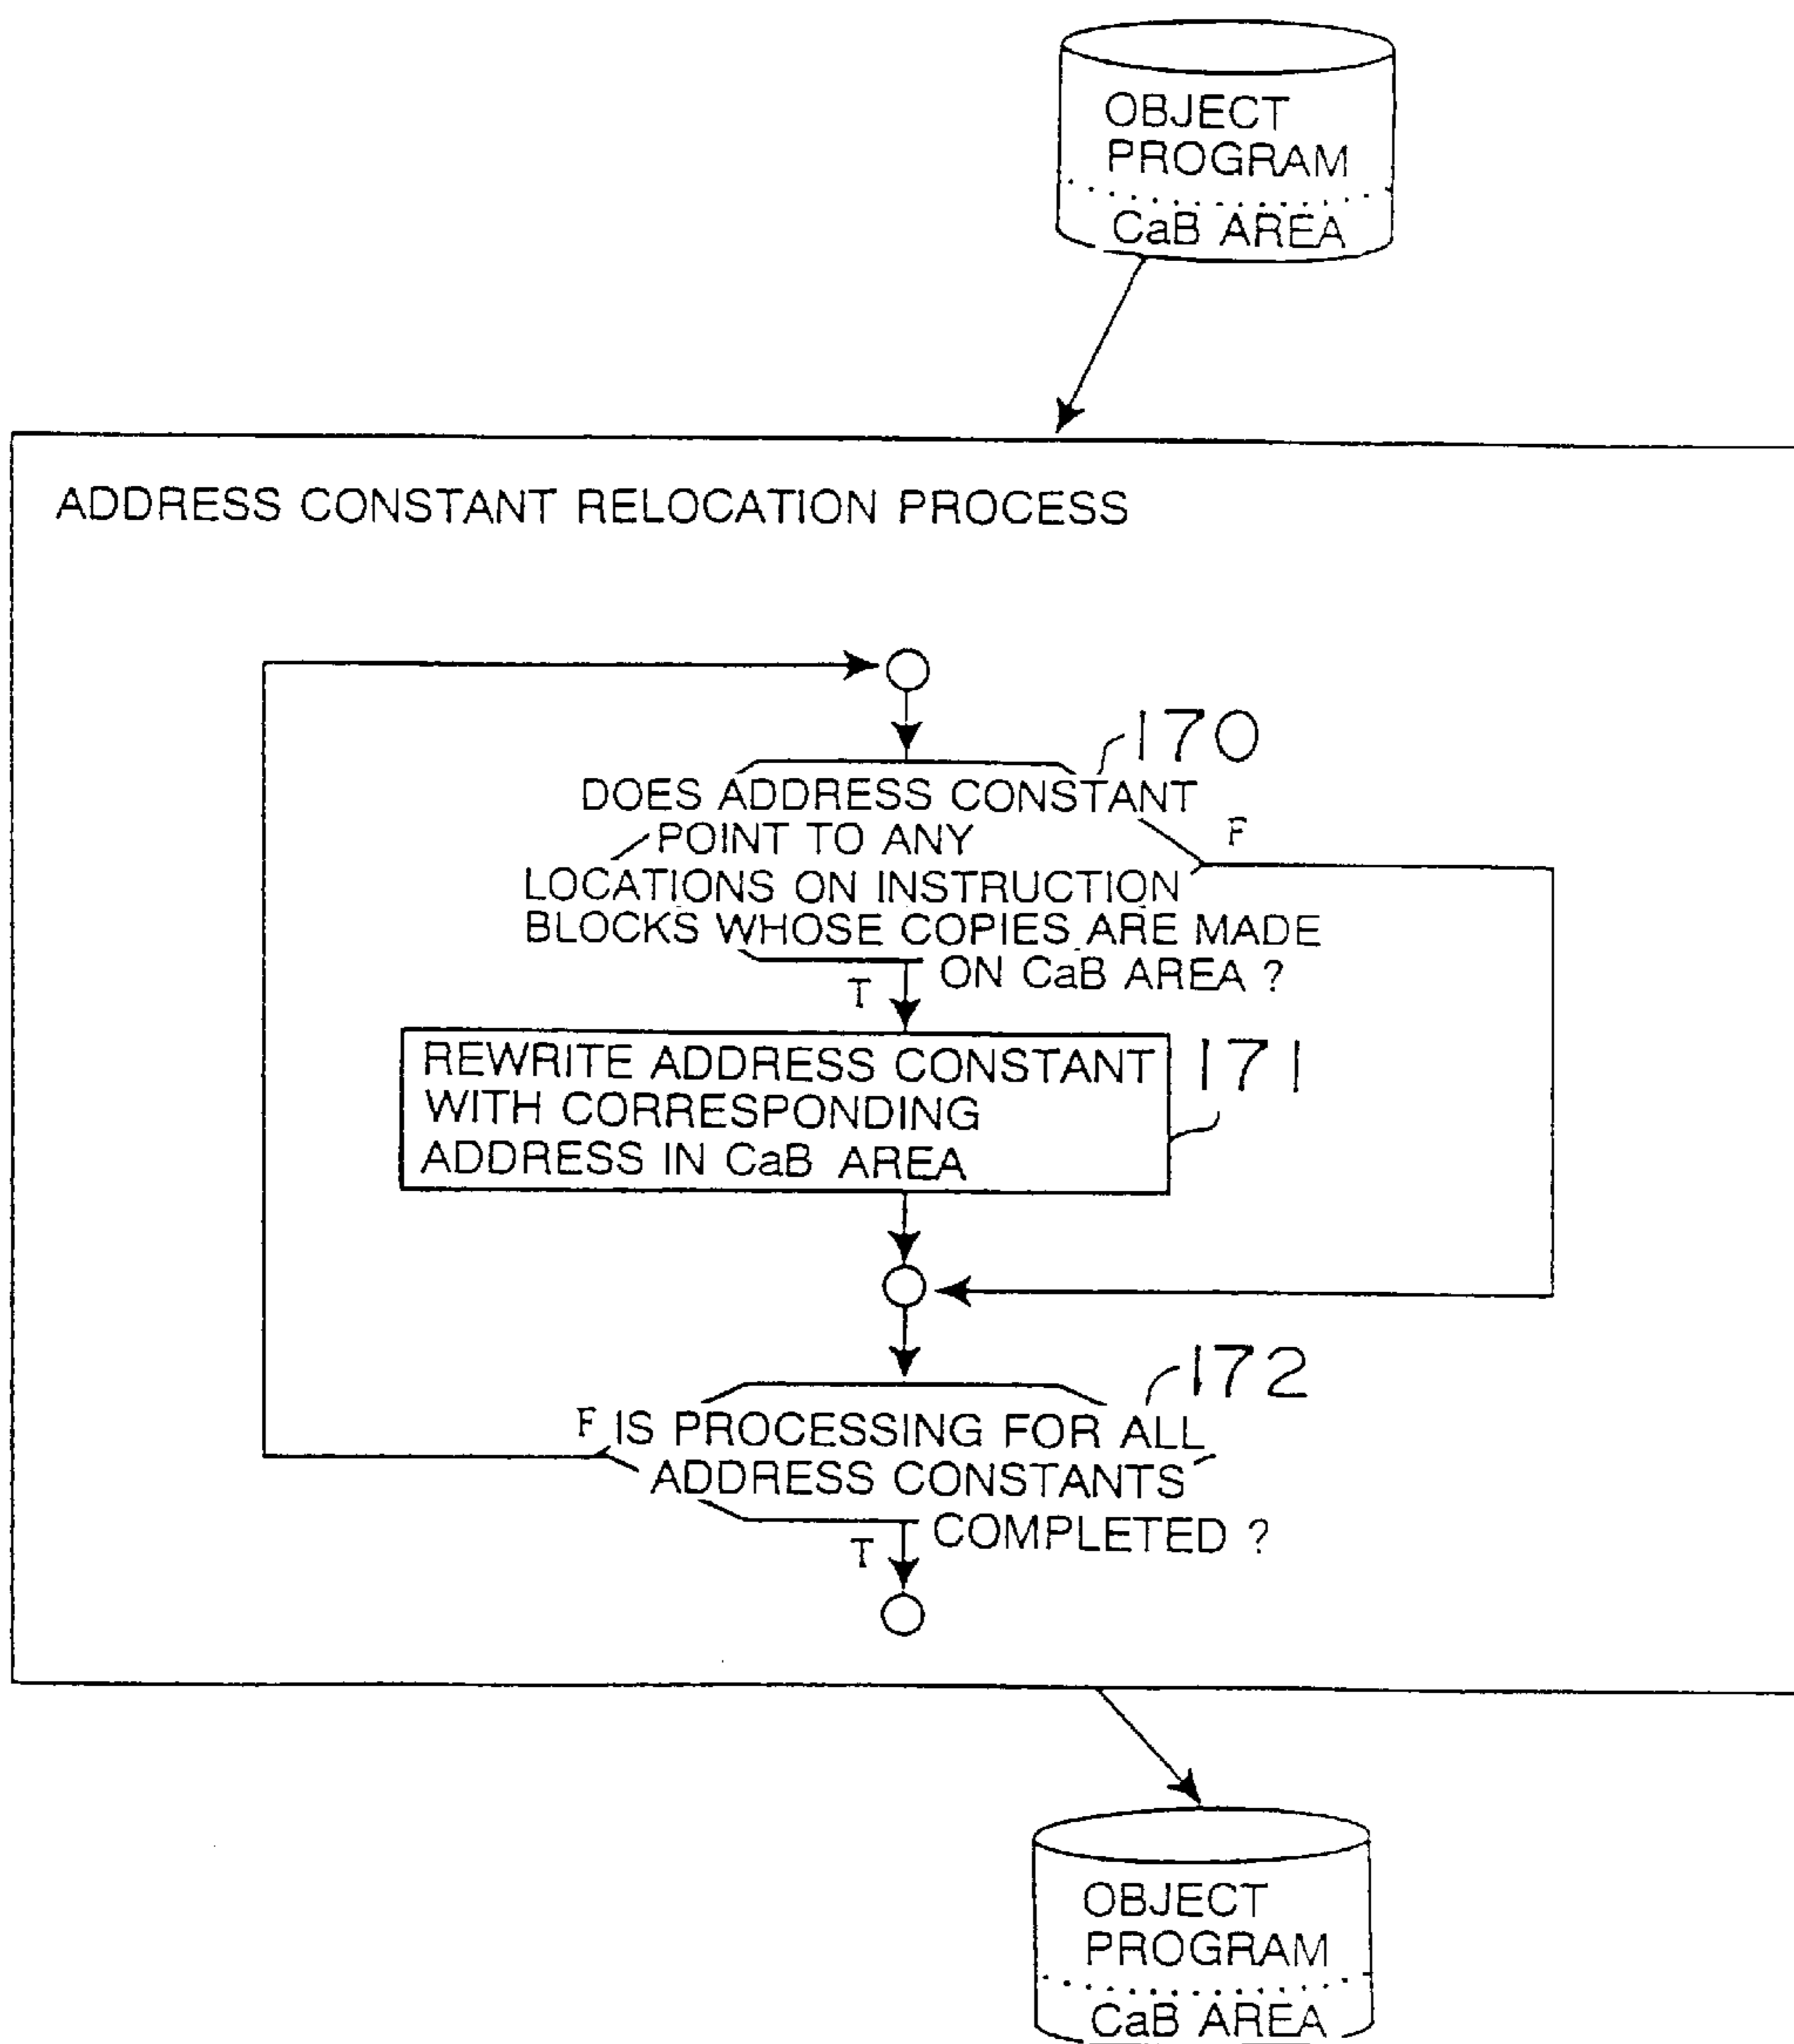 OBJECT
PROGRAM
CaB AREA
ADDRESS CONSTANT RELOCATION PROCESS
170
DOES ADDRESS CONSTANT
POINT TO ANY
F
LOCATIONS ON INSTRUCTION
BLOCKS WHOSE COPIES ARE MADE
ON CaB AREA ?
T
REWRITE ADDRESS CONSTANT
WITH CORRESPONDING
ADDRESS IN CaB AREA
171
172
F IS PROCESSING FOR ALL
ADDRESS CONSTANTS
COMPLETED ?
T
OBJECT
PROGRAM
CaB AREA